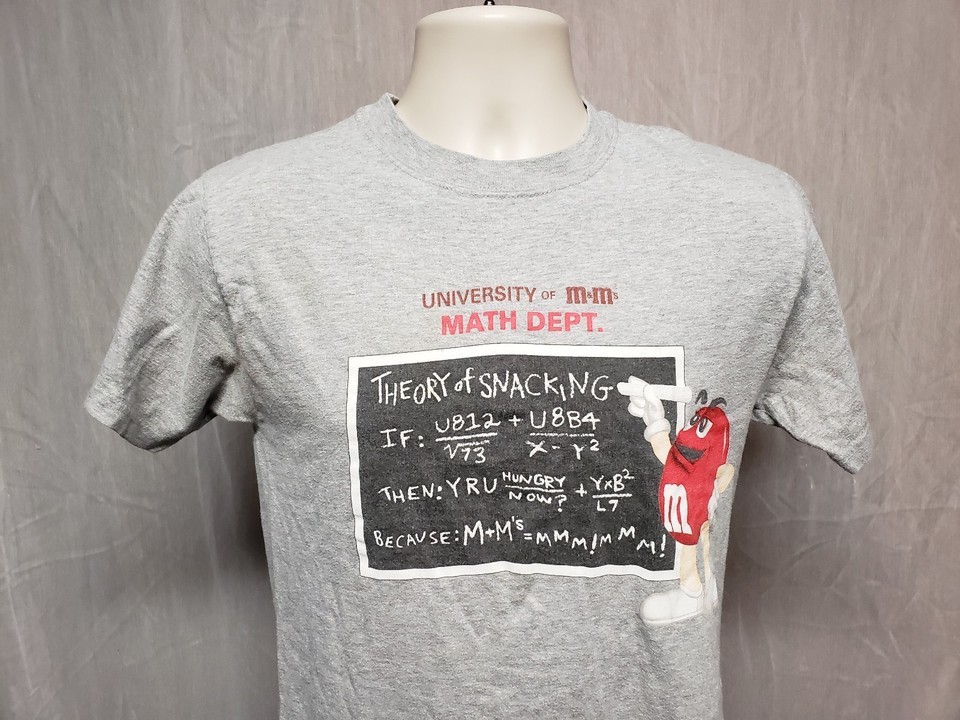 UNIVERSITY OF m&m's
MATH DEPT.
THEORY of SNACKING
IF: U812/√73 + U8B4/X-Y²
THEN: YRU HUNGRY/NOW? + YxB²/L7
BECAUSE: M+M's = MMM! M M M!
m